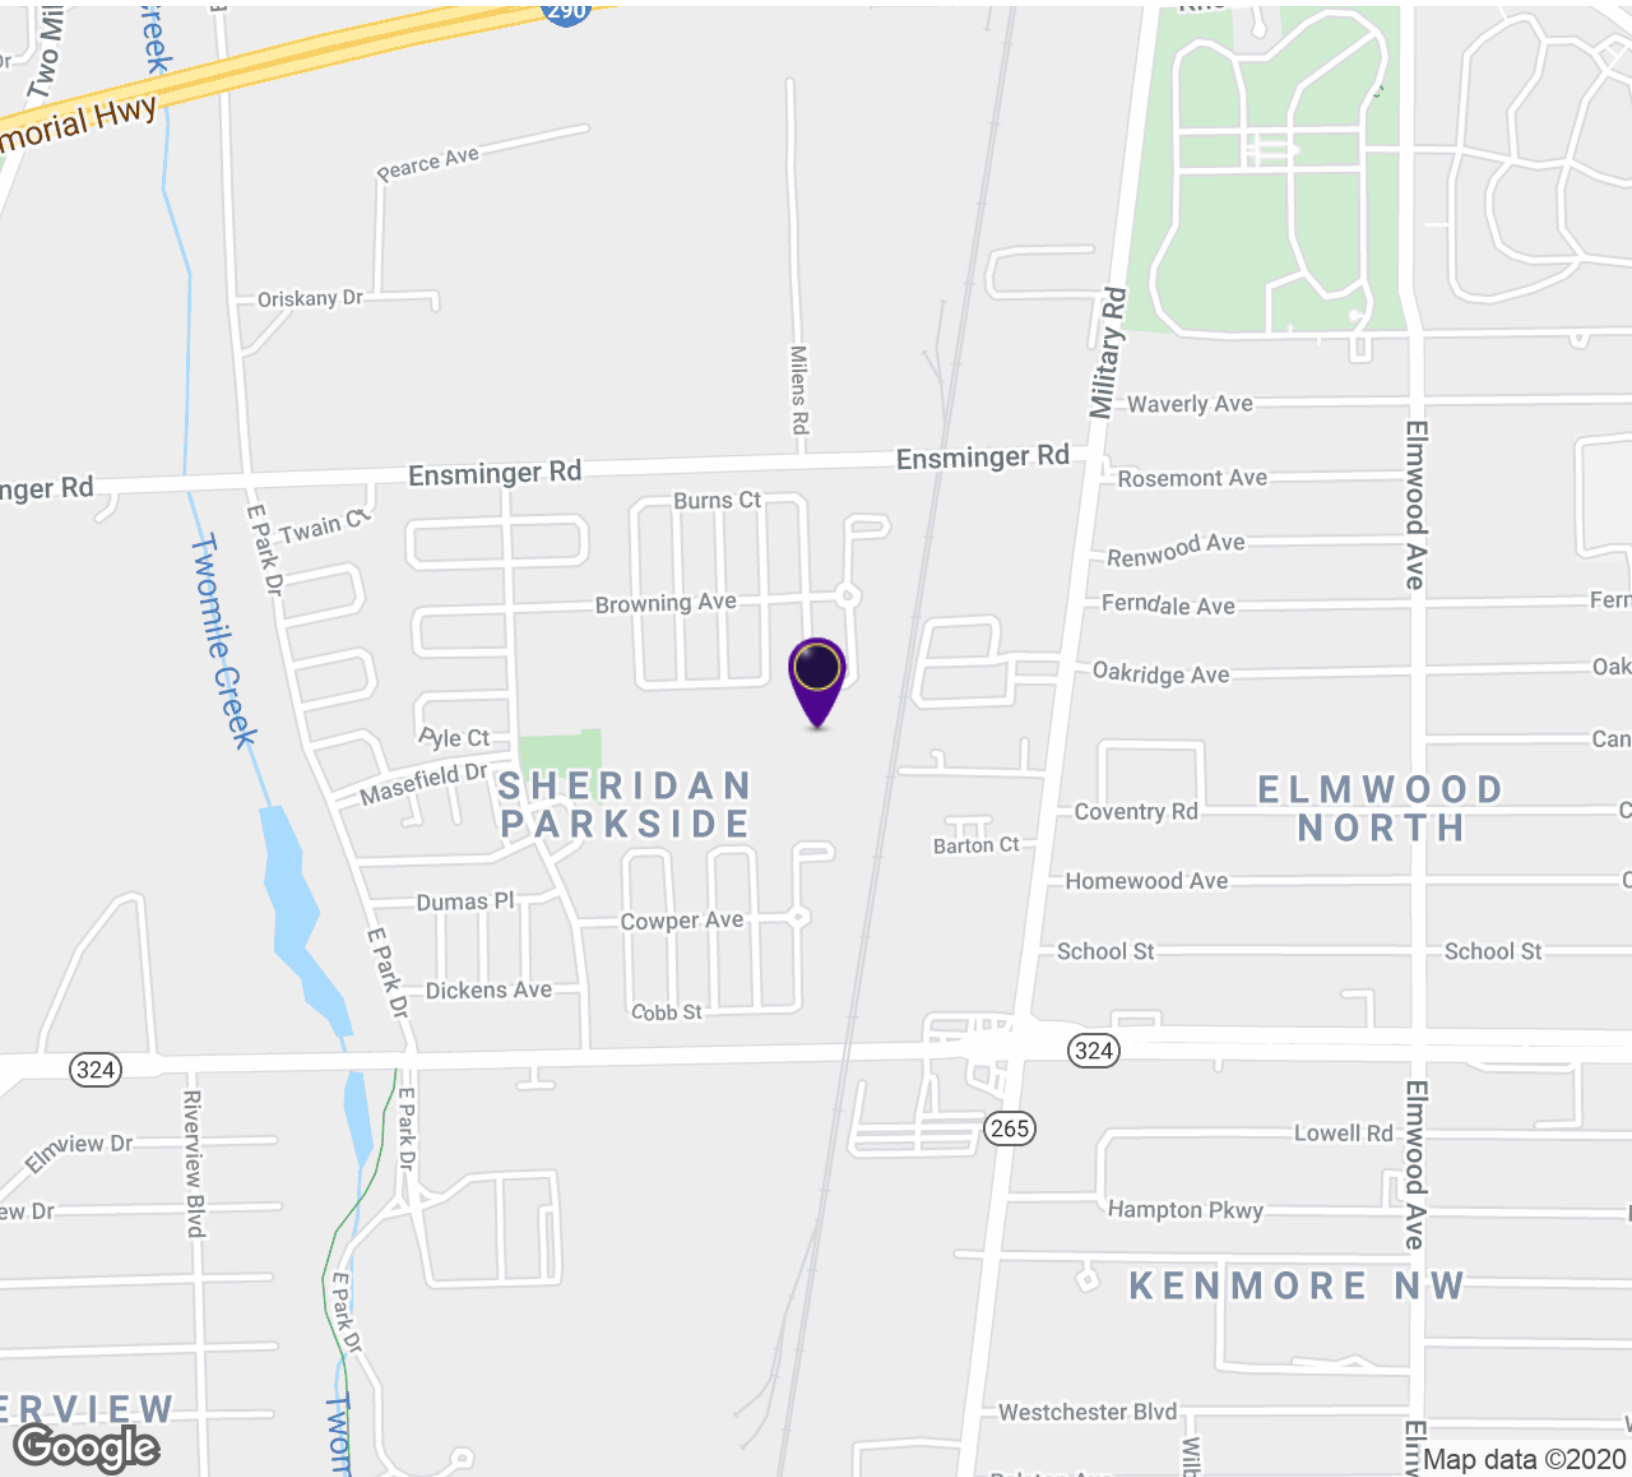 290
Creek
Two Mil
morial Hwy
Pearce Ave
Oriskany Dr
Milens Rd
Military Rd
Waverly Ave
Elmwood Ave
Ensminger Rd
Ensminger Rd
nger Rd
Rosemont Ave
Burns Ct
Twain Ct
E Park Dr
Renwood Ave
Twomile Creek
Browning Ave
Ferndale Ave
Fern
Oakridge Ave
Oak
Pyle Ct
Can
Masefield Dr
SHERIDAN
PARKSIDE
ELMWOOD
NORTH
Coventry Rd
C
Barton Ct
Homewood Ave
C
Dumas Pl
Cowper Ave
E Park Dr
School St
School St
Dickens Ave
Cobb St
324
324
E Park Dr
Riverview Blvd
Elmwood Ave
265
Elmview Dr
Lowell Rd
ew Dr
Hampton Pkwy
E Park Dr
KENMORE NW
ERVIEW
Twom
Westchester Blvd
Wilb
Elmw
Google
Map data ©2020